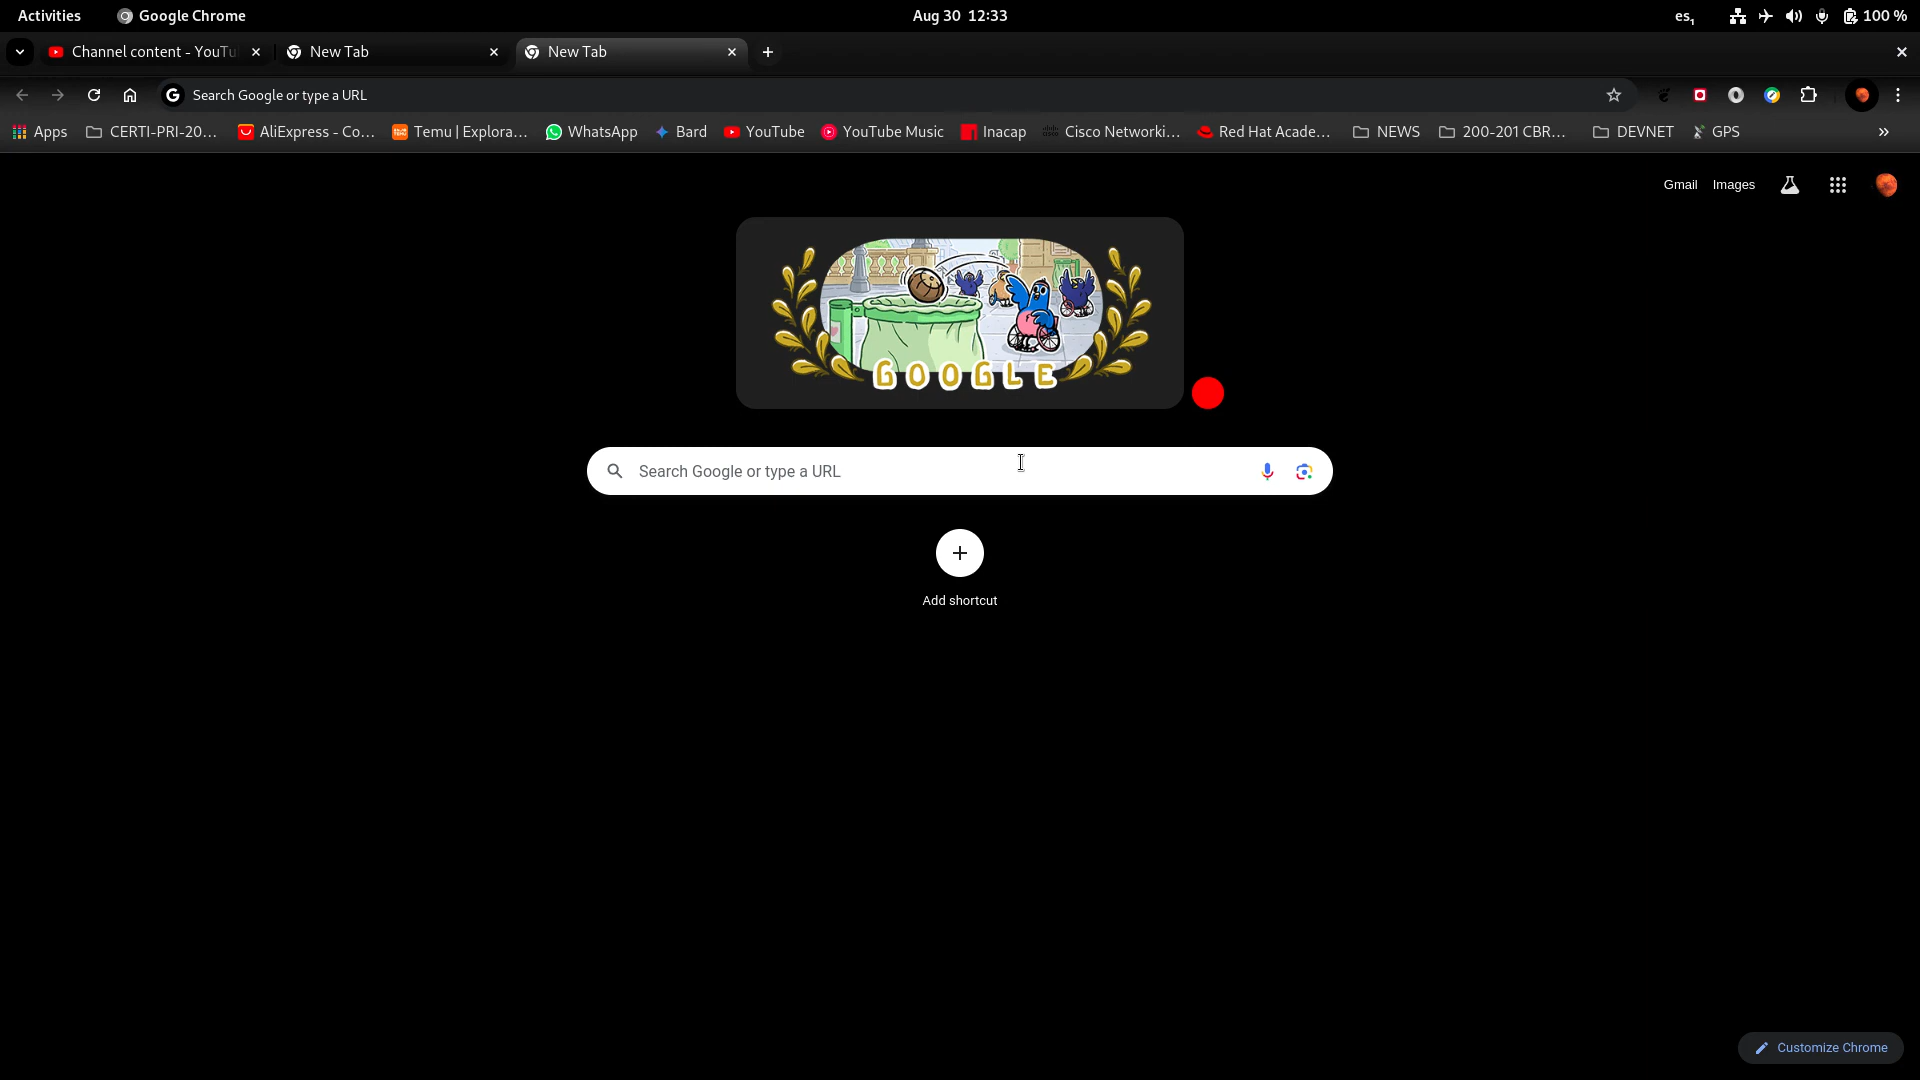 Activities Google Chrome Aug 30 12:33 es₁ 100 %
Channel content - YouTu New Tab New Tab
Search Google or type a URL
Apps CERTI-PRI-20... AliExpress - Co... Temu | Explora... WhatsApp Bard YouTube YouTube Music Inacap Cisco Networki... Red Hat Acade... NEWS 200-201 CBR... DEVNET GPS »
Gmail Images
GOOGLE
Search Google or type a URL
Add shortcut
Customize Chrome